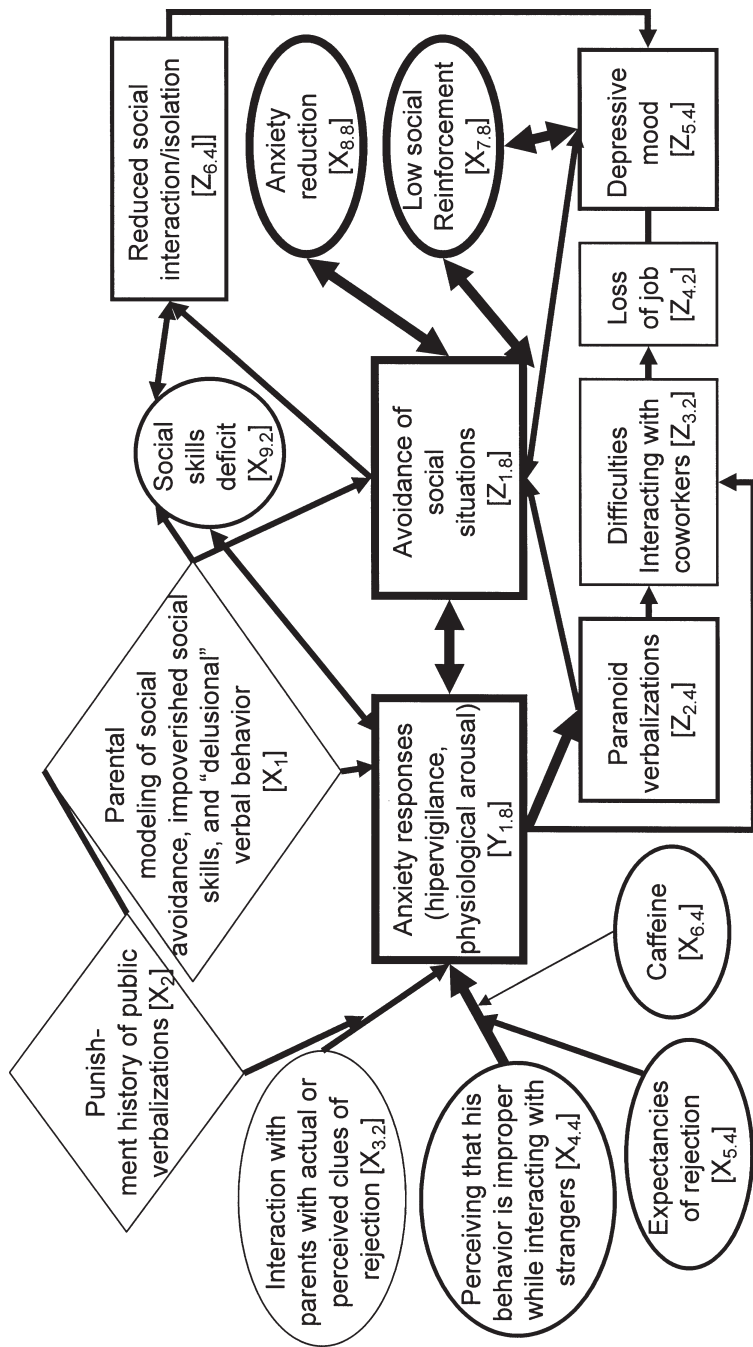 Punish-
ment history of public
verbalizations [X2]
Parental
modeling of social
avoidance, impoverished social
skills, and “delusional”
verbal behavior
[X1]
Social
skills
deficit
[X9.2]
Reduced social
interaction/isolation
[Z6.4]]
Interaction with
parents with actual or
perceived clues of
rejection [X3.2]
Anxiety
reduction
[X8.8]
Perceiving that his
behavior is improper
while interacting with
strangers [X4.4]
Anxiety responses
(hipervigilance,
physiological arousal)
[Y1.8]
Avoidance of
social
situations
[Z1.8]
Low social
Reinforcement
[X7.8]
Expectancies
of rejection
[X5.4]
Caffeine
[X6.4]
Paranoid
verbalizations
[Z2.4]
Difficulties
Interacting with
coworkers [Z3.2]
Loss
of job
[Z4.2]
Depressive
mood
[Z5.4]